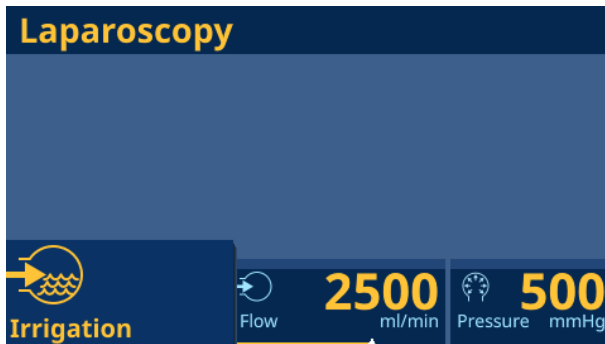 Laparoscopy
Irrigation
2500
Flow ml/min
500
Pressure mmHg